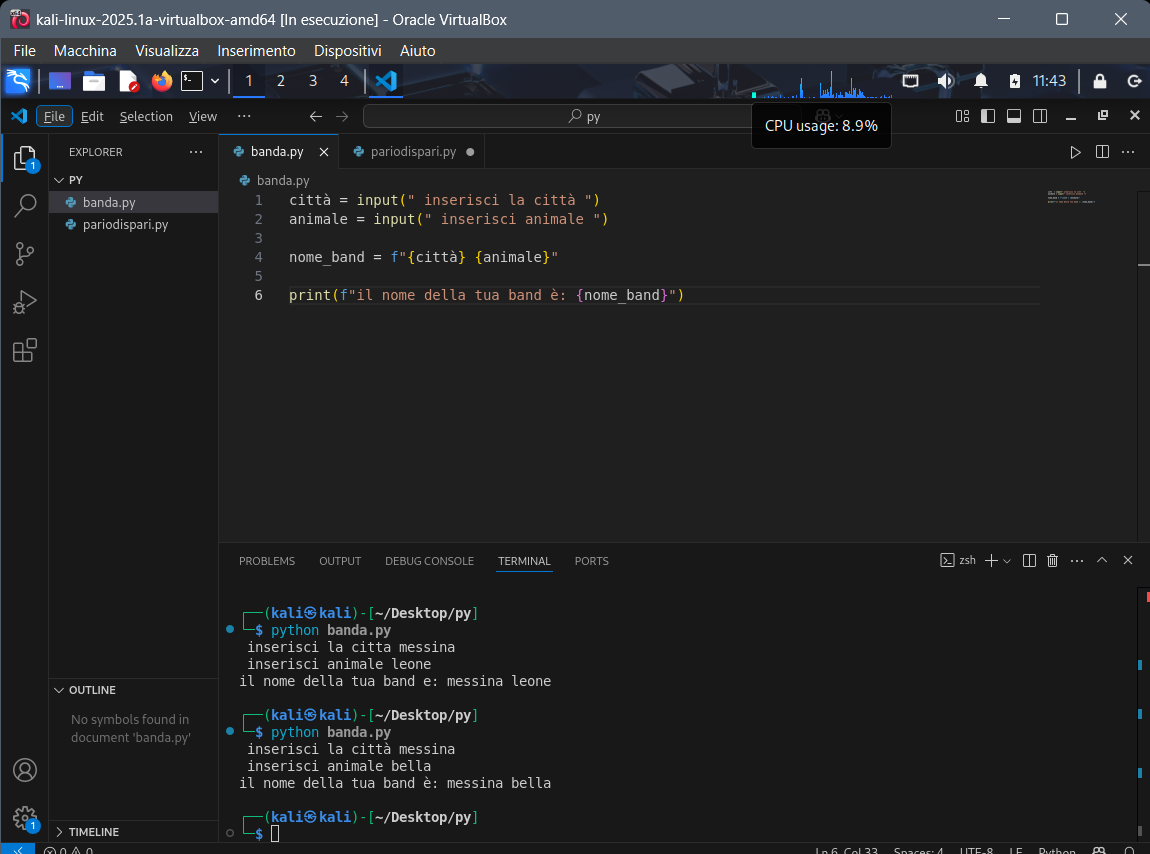 kali-linux-2025.1a-virtualbox-amd64 [In esecuzione] - Oracle VirtualBox
File Macchina Visualizza Inserimento Dispositivi Aiuto
1 2 3 4 11:43
File Edit Selection View ··· py
CPU usage: 8.9%
EXPLORER ···
banda.py pariodispari.py
PY
banda.py
pariodispari.py
banda.py
1 città = input(" inserisci la città ")
2 animale = input(" inserisci animale ")
3
4 nome_band = f"{città} {animale}"
5
6 print(f"il nome della tua band è: {nome_band}")
PROBLEMS OUTPUT DEBUG CONSOLE TERMINAL PORTS zsh
┌──(kali㉿kali)-[~/Desktop/py]
└─$ python banda.py
inserisci la citta messina
inserisci animale leone
il nome della tua band e: messina leone
┌──(kali㉿kali)-[~/Desktop/py]
└─$ python banda.py
inserisci la città messina
inserisci animale bella
il nome della tua band è: messina bella
┌──(kali㉿kali)-[~/Desktop/py]
└─$
OUTLINE
No symbols found in
document 'banda.py'
TIMELINE
1
1
0 0 Ln 6, Col 33 Spaces: 4 UTF-8 LF Python